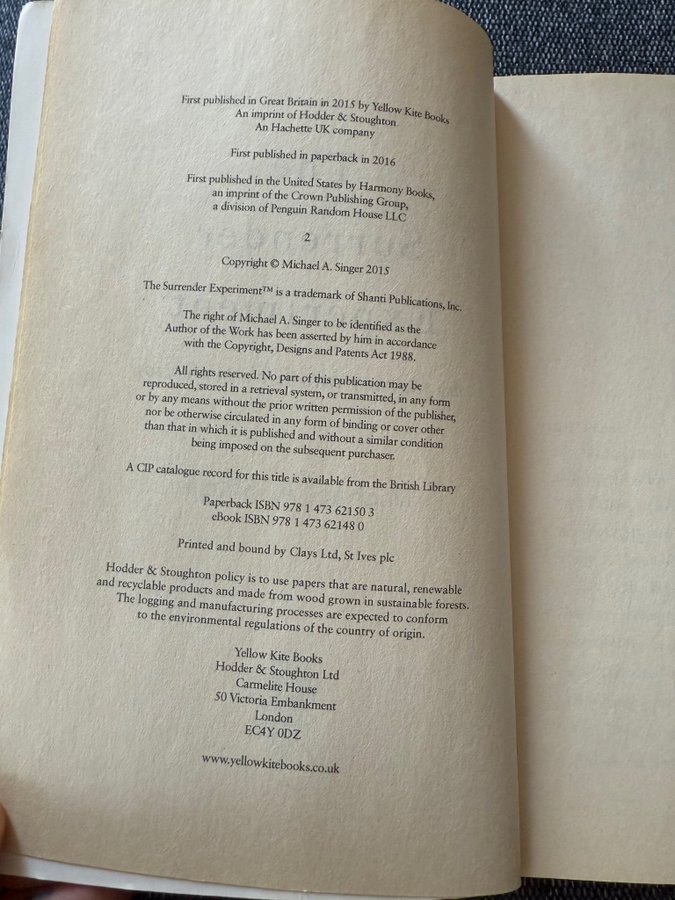 First published in Great Britain in 2015 by Yellow Kite Books
An imprint of Hodder & Stoughton
An Hachette UK company
First published in paperback in 2016
First published in the United States by Harmony Books,
an imprint of the Crown Publishing Group,
a division of Penguin Random House LLC
2
Copyright © Michael A. Singer 2015
The Surrender Experiment™ is a trademark of Shanti Publications, Inc.
The right of Michael A. Singer to be identified as the
Author of the Work has been asserted by him in accordance
with the Copyright, Designs and Patents Act 1988.
All rights reserved. No part of this publication may be
reproduced, stored in a retrieval system, or transmitted, in any form
or by any means without the prior written permission of the publisher,
nor be otherwise circulated in any form of binding or cover other
than that in which it is published and without a similar condition
being imposed on the subsequent purchaser.
A CIP catalogue record for this title is available from the British Library
Paperback ISBN 978 1 473 62150 3
eBook ISBN 978 1 473 62148 0
Printed and bound by Clays Ltd, St Ives plc
Hodder & Stoughton policy is to use papers that are natural, renewable
and recyclable products and made from wood grown in sustainable forests.
The logging and manufacturing processes are expected to conform
to the environmental regulations of the country of origin.
Yellow Kite Books
Hodder & Stoughton Ltd
Carmelite House
50 Victoria Embankment
London
EC4Y 0DZ
www.yellowkitebooks.co.uk